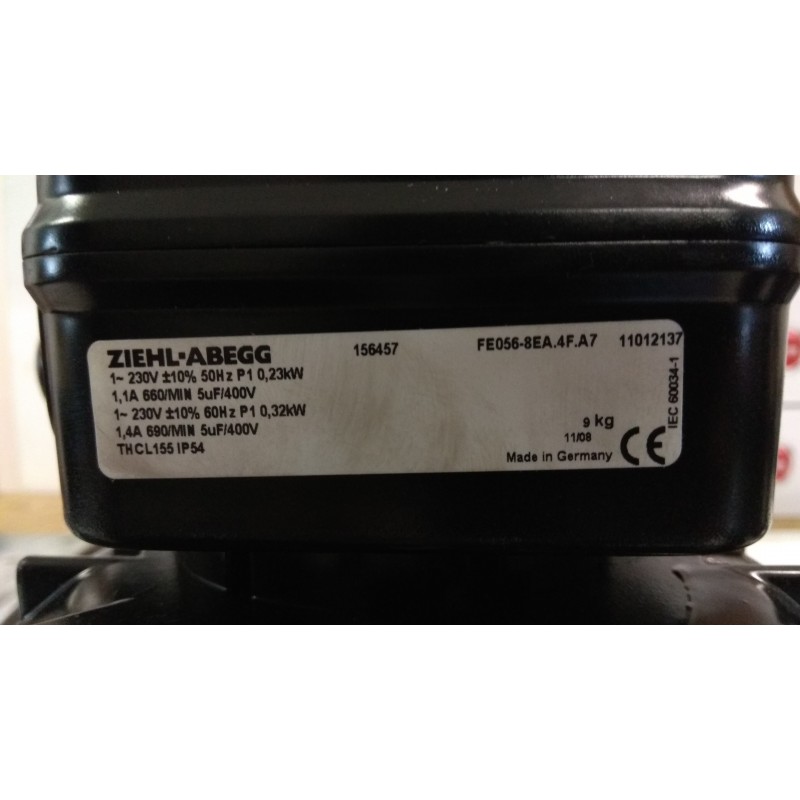 ZIEHL-ABEGG 156457 FE056-8EA.4F.A7 11012137
1~ 230V ±10% 50Hz P1 0,23kW
1,1A 660/MIN 5uF/400V
1~ 230V ±10% 60Hz P1 0,32kW
1,4A 690/MIN 5uF/400V
THCL155 IP54
9 kg
11/08
Made in Germany CE
IEC 60034-1